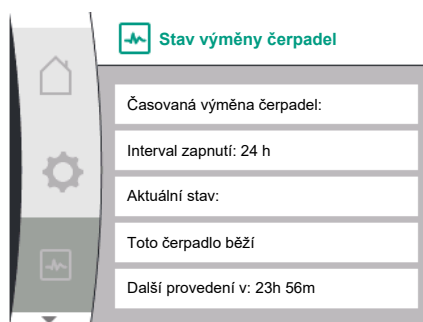 Stav výměny čerpadel
Časovaná výměna čerpadel:
Interval zapnutí: 24 h
Aktuální stav:
Toto čerpadlo běží
Další provedení v: 23h 56m